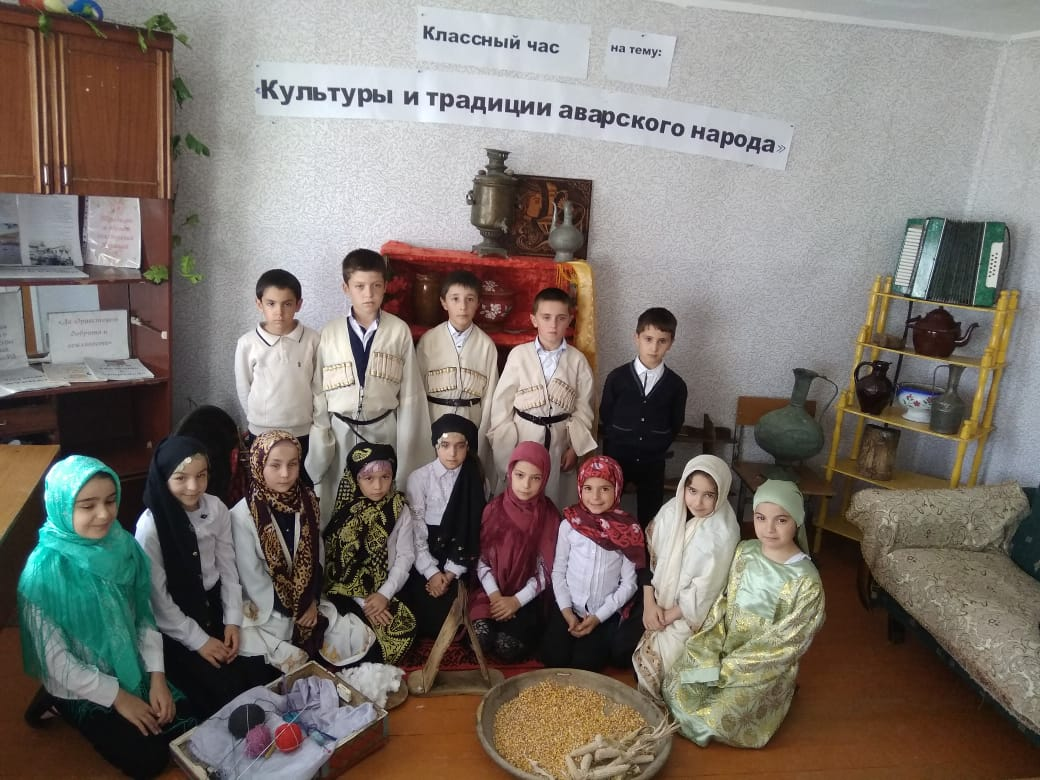 Классный час
на тему:
«Культуры и традиции аварского народа»